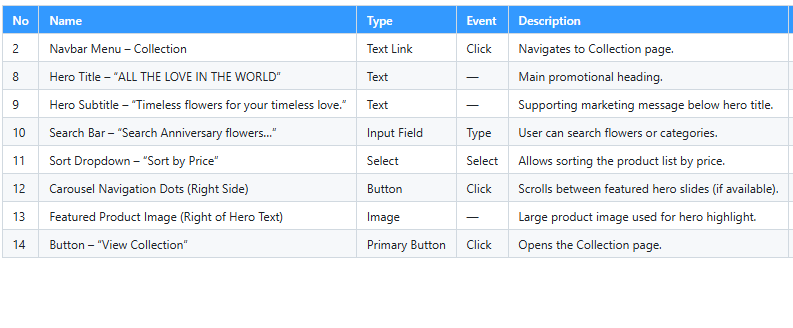 No Name Type Event Description
2 Navbar Menu – Collection Text Link Click Navigates to Collection page.
8 Hero Title – “ALL THE LOVE IN THE WORLD” Text — Main promotional heading.
9 Hero Subtitle – “Timeless flowers for your timeless love.” Text — Supporting marketing message below hero title.
10 Search Bar – “Search Anniversary flowers…” Input Field Type User can search flowers or categories.
11 Sort Dropdown – “Sort by Price” Select Select Allows sorting the product list by price.
12 Carousel Navigation Dots (Right Side) Button Click Scrolls between featured hero slides (if available).
13 Featured Product Image (Right of Hero Text) Image — Large product image used for hero highlight.
14 Button – “View Collection” Primary Button Click Opens the Collection page.